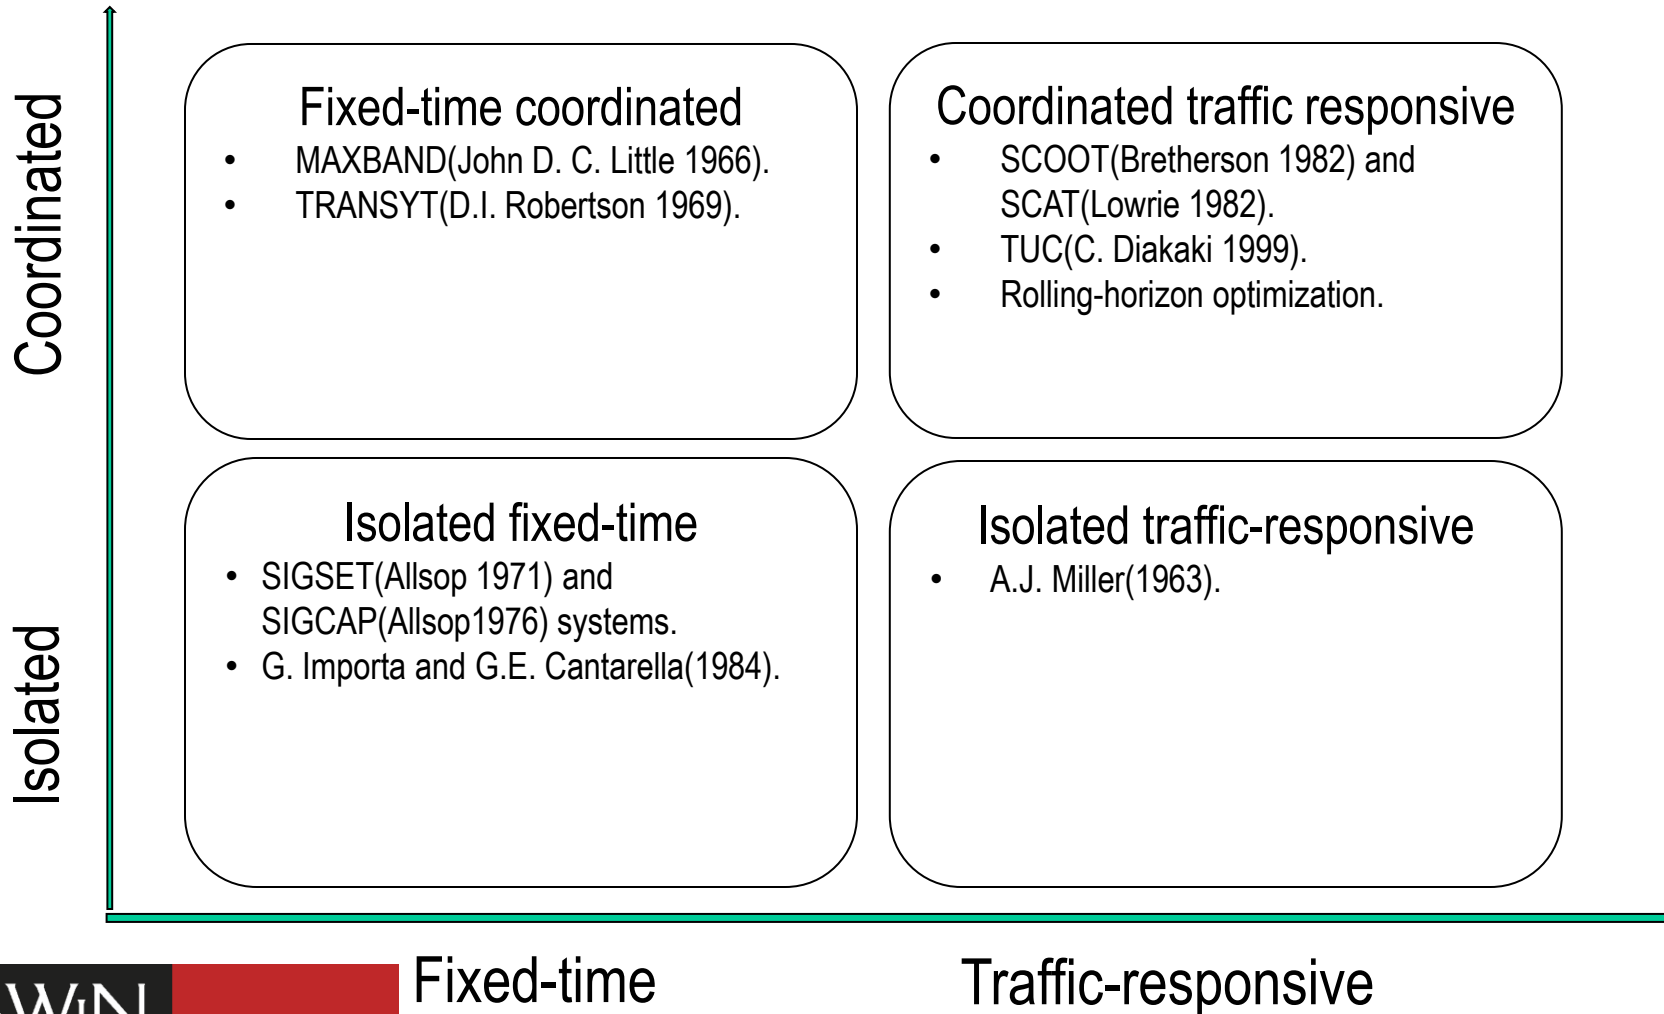 Coordinated
Fixed-time coordinated
• MAXBAND(John D. C. Little 1966).
• TRANSYT(D.I. Robertson 1969).
Coordinated traffic responsive
• SCOOT(Bretherson 1982) and
SCAT(Lowrie 1982).
• TUC(C. Diakaki 1999).
• Rolling-horizon optimization.
Isolated
Isolated fixed-time
• SIGSET(Allsop 1971) and
SIGCAP(Allsop1976) systems.
• G. Importa and G.E. Cantarella(1984).
Isolated traffic-responsive
• A.J. Miller(1963).
Fixed-time
Traffic-responsive
WiN